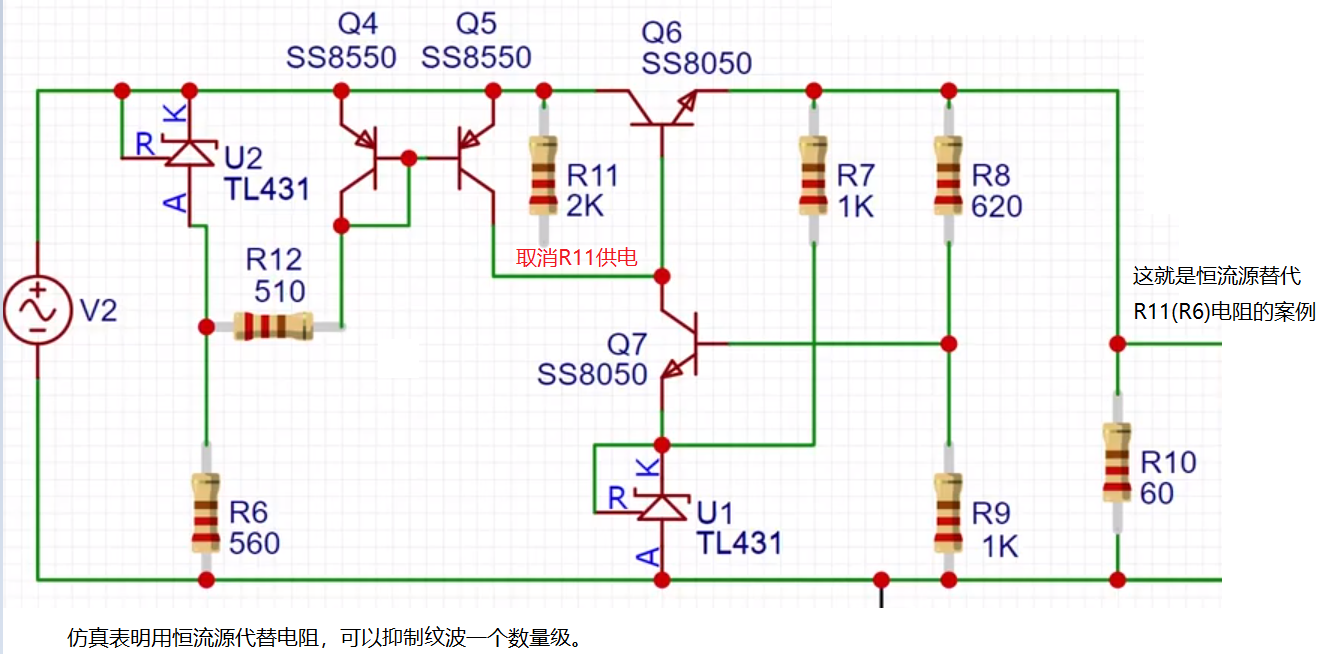 Q4
SS8550
Q5
SS8550
Q6
SS8050
K
R
A
U2
TL431
R11
2K
R7
1K
R8
620
取消R11供电
R12
510
V2
这就是恒流源替代
R11(R6)电阻的案例
Q7
SS8050
K
R
A
U1
TL431
R6
560
R9
1K
R10
60
仿真表明用恒流源代替电阻，可以抑制纹波一个数量级。